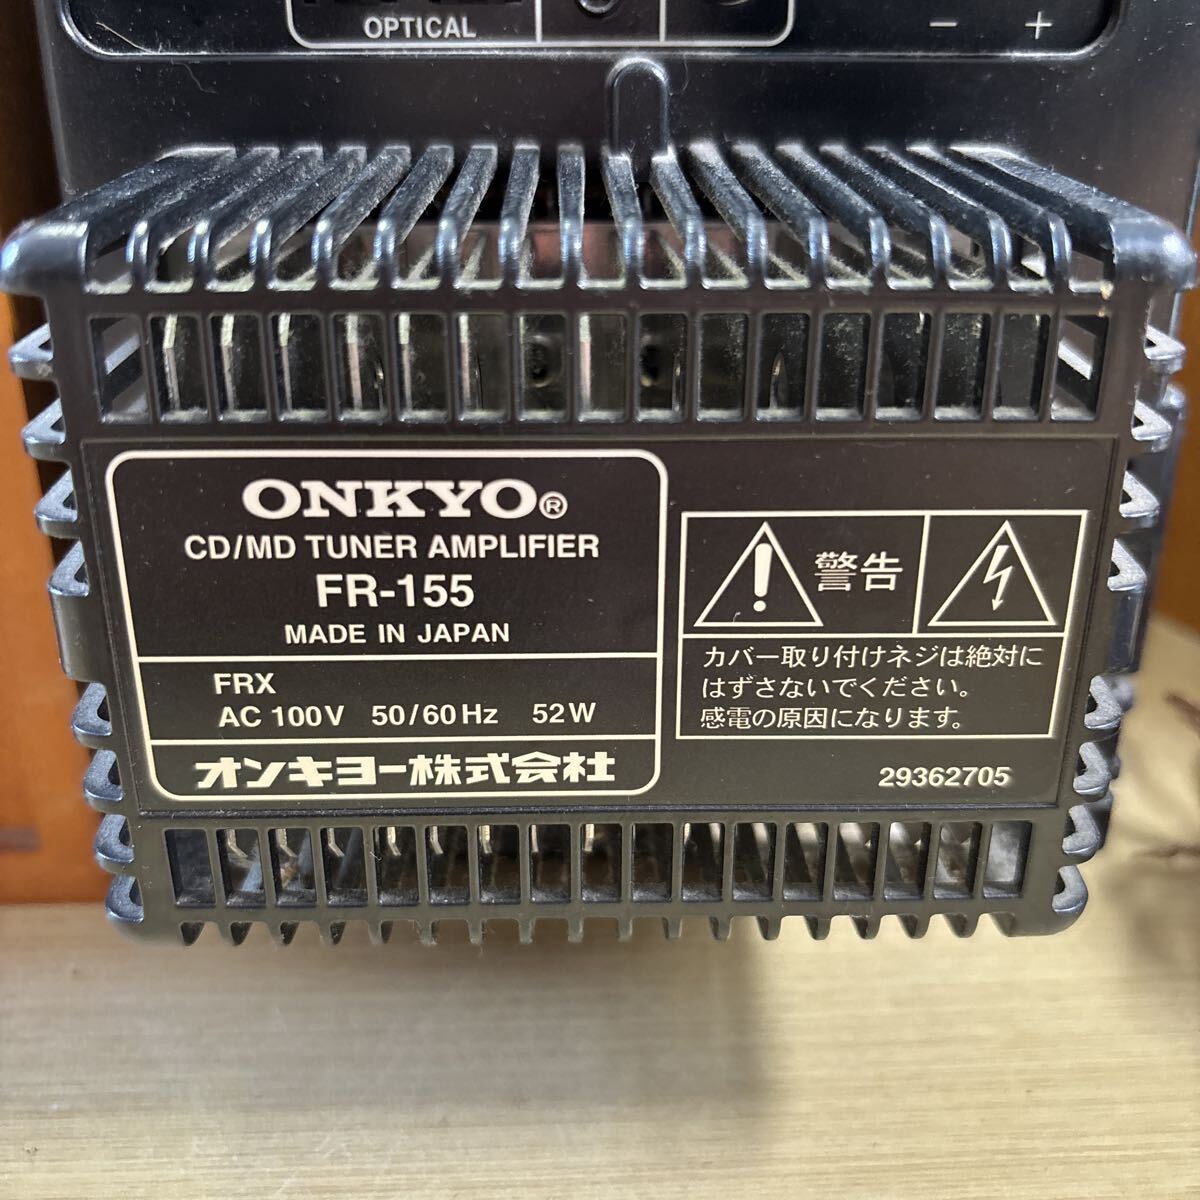 OPTICAL
− +
ONKYO®
CD/MD TUNER AMPLIFIER
FR-155
MADE IN JAPAN
FRX
AC 100V 50/60Hz 52W
オンキヨー株式会社
警告
カバー取り付けネジは絶対に
はずさないでください。
感電の原因になります。
29362705